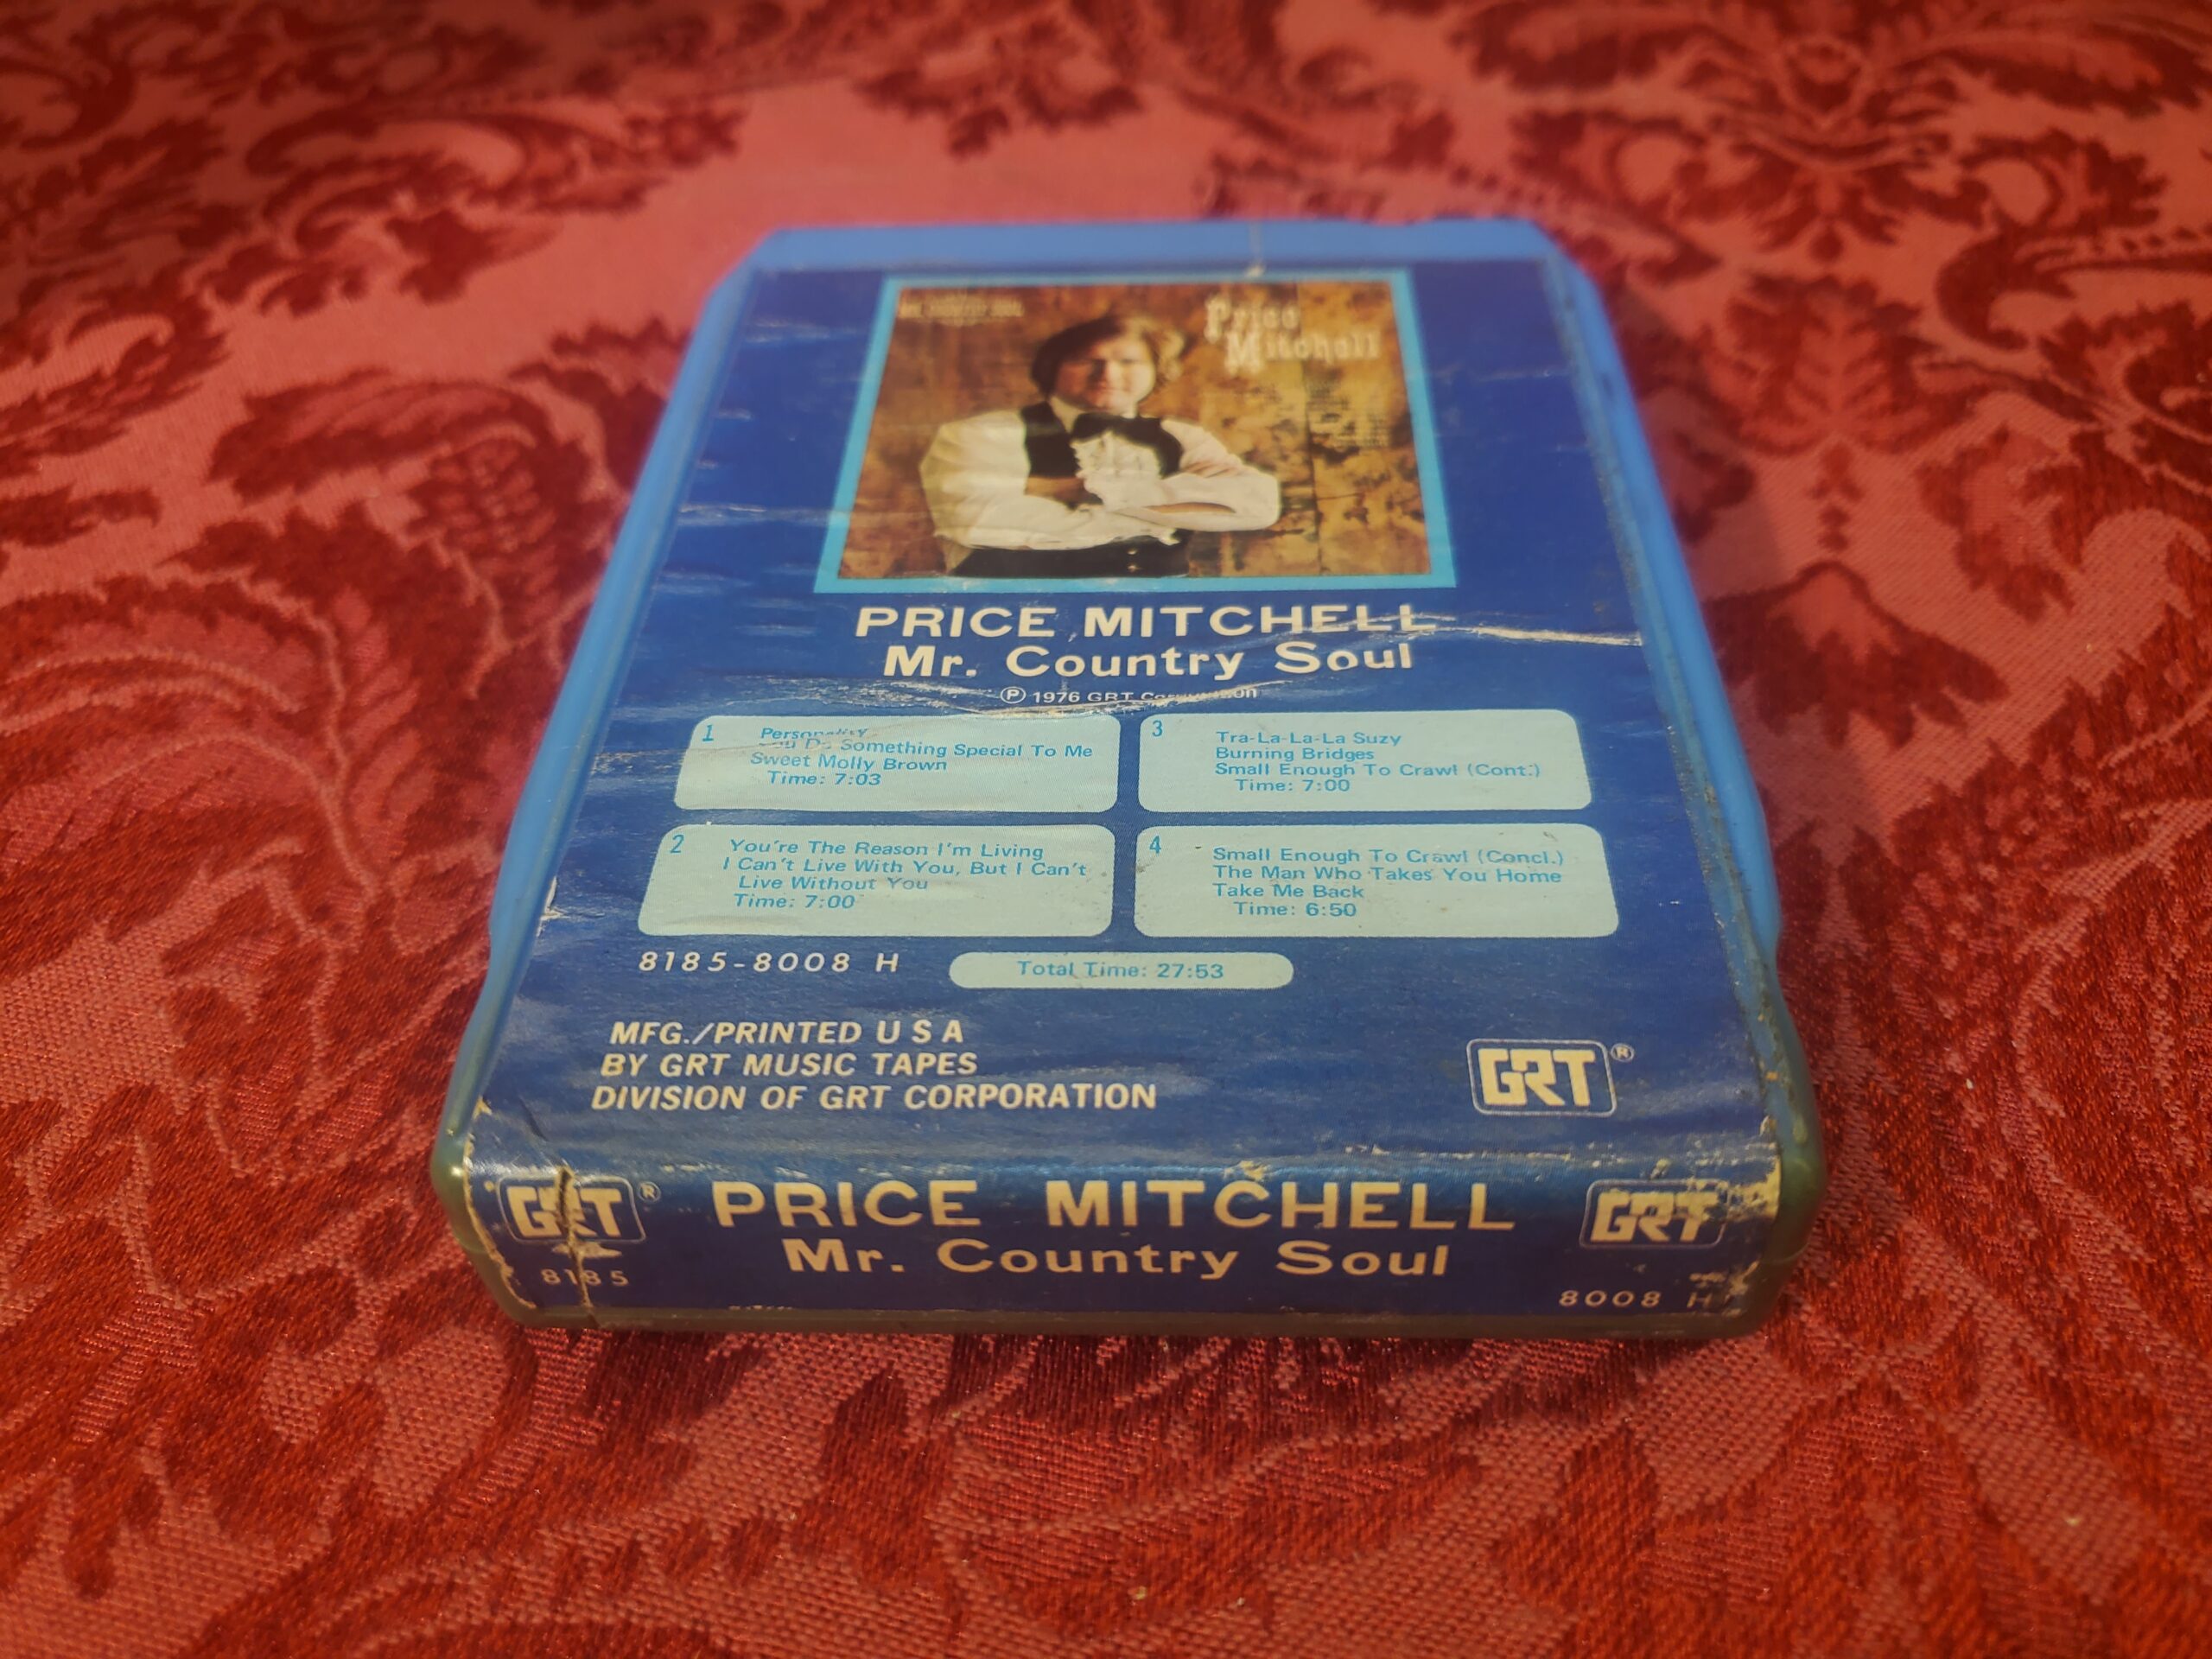 Price
Mitchell
PRICE MITCHELL
Mr. Country Soul
℗ 1976 GRT Corporation
1
Personality
You Do Something Special To Me
Sweet Molly Brown
Time: 7:03
2
You're The Reason I'm Living
I Can't Live With You, But I Can't
Live Without You
Time: 7:00
3
Tra-La-La-La Suzy
Burning Bridges
Small Enough To Crawl (Cont.)
Time: 7:00
4
Small Enough To Crawl (Concl.)
The Man Who Takes You Home
Take Me Back
Time: 6:50
8185-8008 H
Total Time: 27:53
MFG./PRINTED U S A
BY GRT MUSIC TAPES
DIVISION OF GRT CORPORATION
GRT®
GRT®
8185
PRICE MITCHELL
Mr. Country Soul
GRT
8008 H